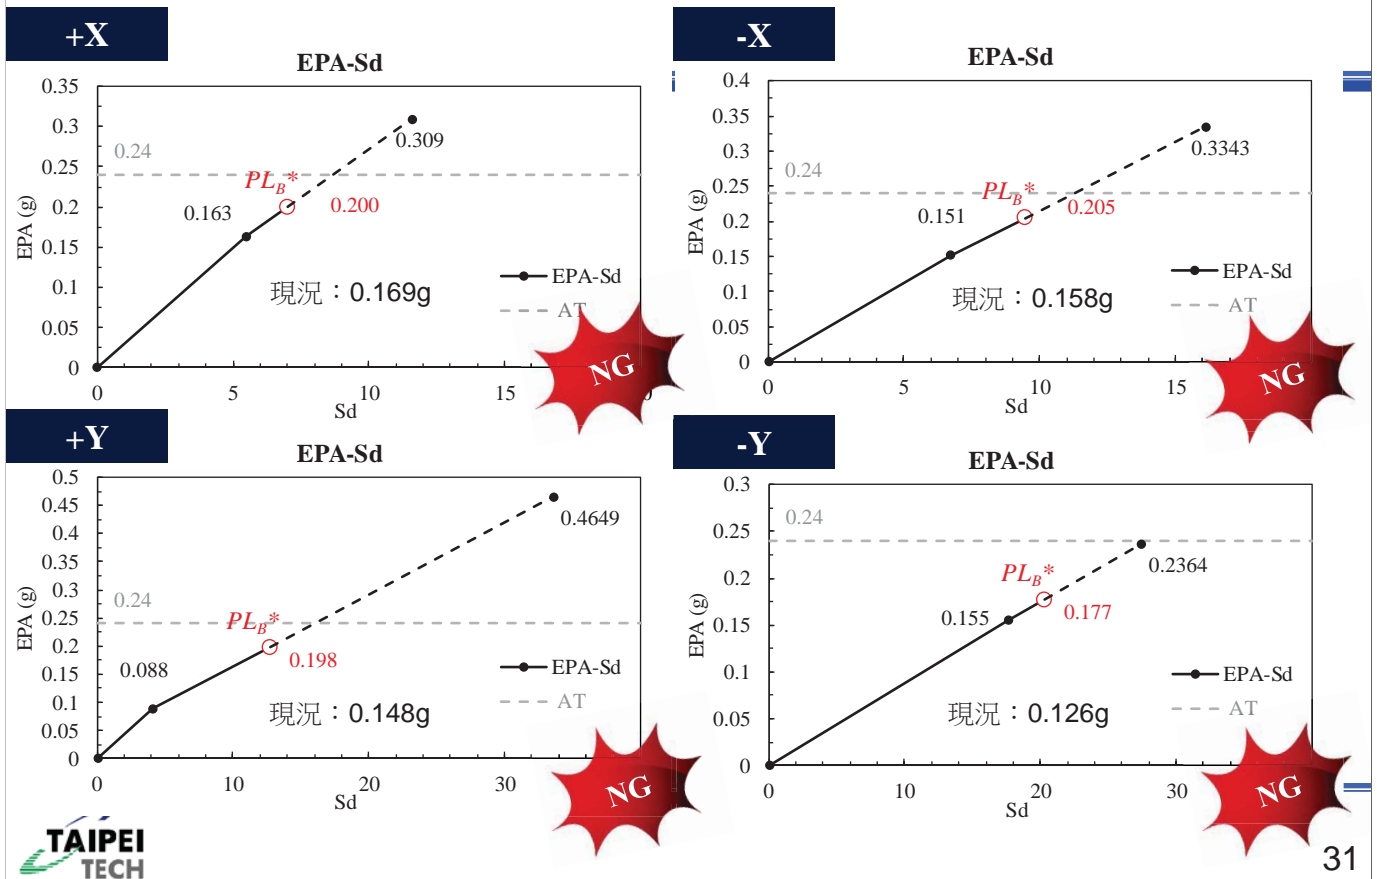 +X
EPA-Sd
0.35
0.3
0.25
0.2
0.15
0.1
0.05
0
EPA (g)
0.24
PL_B*
0.309
0.163
0.200
現況：0.169g
EPA-Sd
AT
NG
0
5
10
15
Sd
-X
EPA-Sd
0.4
0.35
0.3
0.25
0.2
0.15
0.1
0.05
0
EPA (g)
0.24
PL_B*
0.3343
0.151
0.205
現況：0.158g
EPA-Sd
AT
NG
0
5
10
15
Sd
+Y
EPA-Sd
0.5
0.45
0.4
0.35
0.3
0.25
0.2
0.15
0.1
0.05
0
EPA (g)
0.4649
0.24
PL_B*
0.198
0.088
現況：0.148g
EPA-Sd
AT
NG
0
10
20
30
Sd
-Y
EPA-Sd
0.3
0.25
0.2
0.15
0.1
0.05
0
EPA (g)
0.24
0.2364
PL_B*
0.155
0.177
現況：0.126g
EPA-Sd
AT
NG
0
10
20
30
Sd
TAIPEI
TECH
31